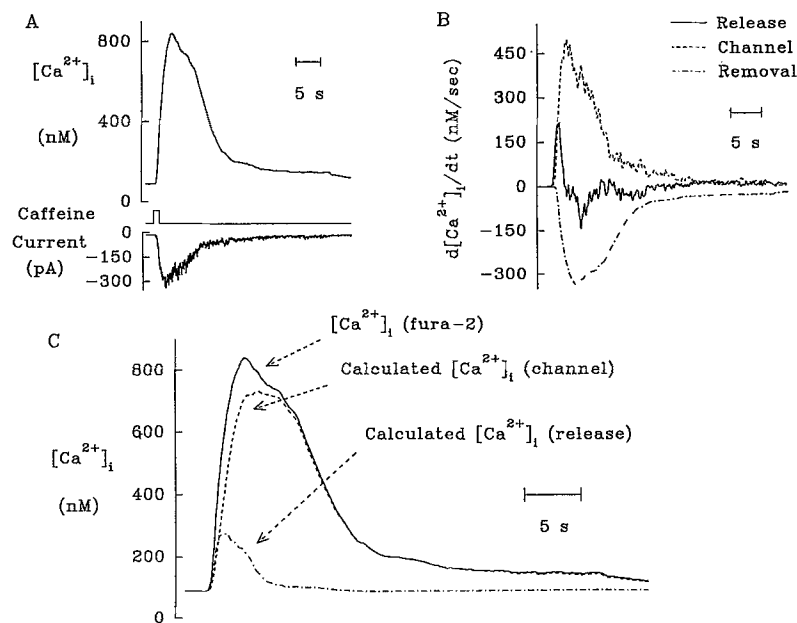 A
800
[Ca²⁺]ᵢ
5 s
400
(nM)
0
Caffeine
Current
(pA)
0
−150
−300
B
Release
Channel
Removal
450
300
150
0
−150
−300
d[Ca²⁺]ᵢ/dt (nM/sec)
5 s
C
[Ca²⁺]ᵢ (fura-2)
800
Calculated [Ca²⁺]ᵢ (channel)
600
Calculated [Ca²⁺]ᵢ (release)
[Ca²⁺]ᵢ
(nM)
400
5 s
200
0